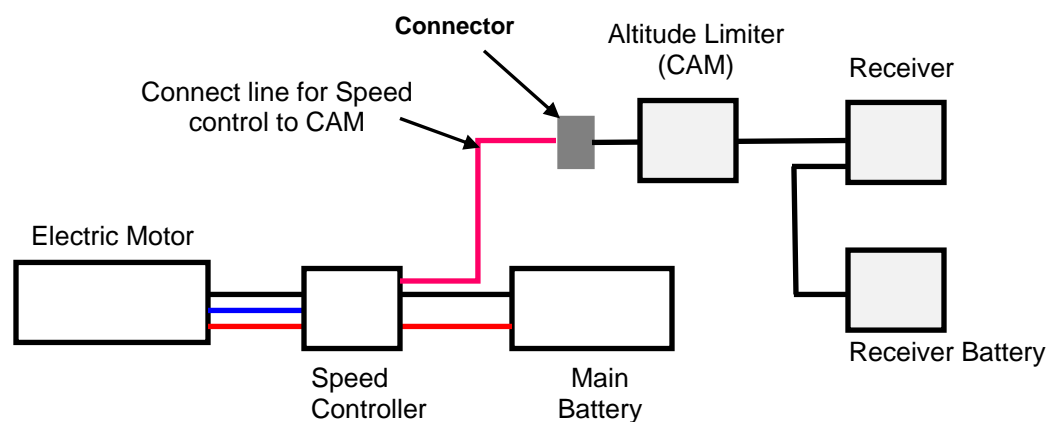 Connector
Altitude Limiter
(CAM)
Receiver
Connect line for Speed
control to CAM
Electric Motor
Receiver Battery
Speed
Controller
Main
Battery